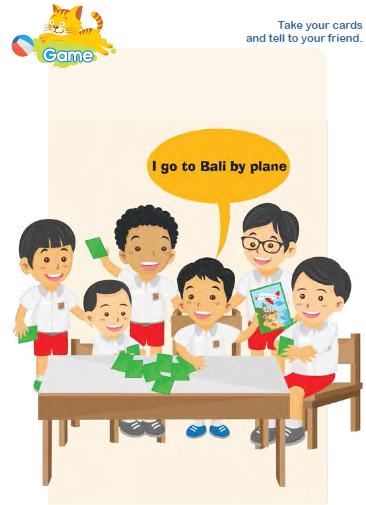 Game
Take your cards
and tell to your friend.
I go to Bali by plane